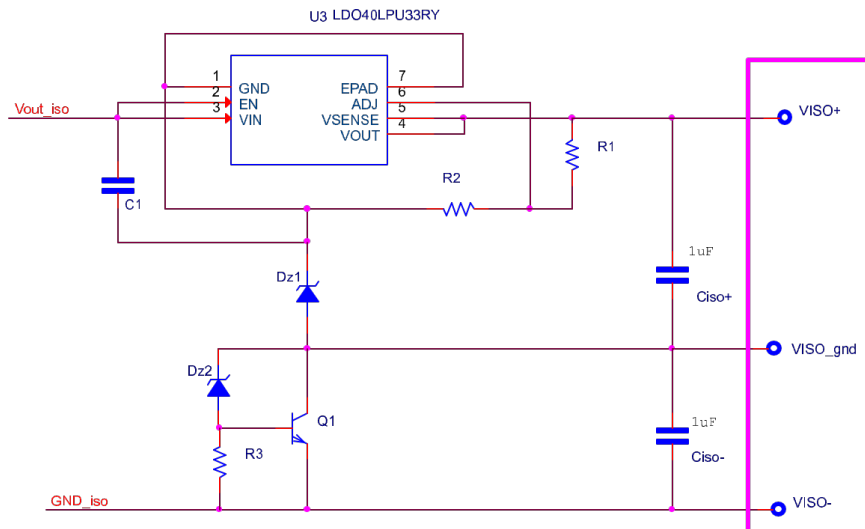 U3 LDO40LPU33RY
1 GND EPAD 7
2 EN ADJ 6
3 VIN VSENSE 5
VOUT 4
Vout_iso
VISO+
R1
R2
C1
1uF
Ciso+
Dz1
VISO_gnd
Dz2
Q1
1uF
R3
Ciso-
GND_iso
VISO-